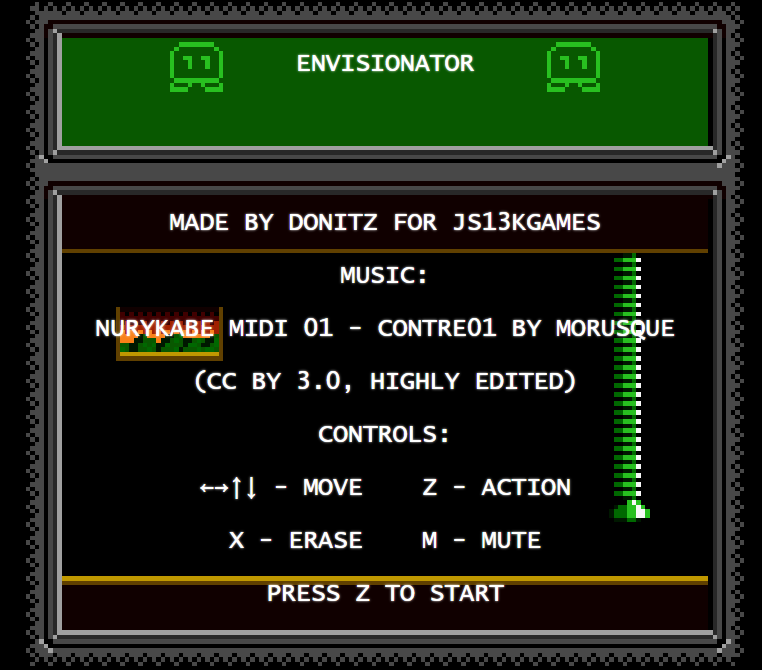 ENVISIONATOR
MADE BY DONITZ FOR JS13KGAMES
MUSIC:
NURYKABE MIDI 01 - CONTRE01 BY MORUSQUE
(CC BY 3.0, HIGHLY EDITED)
CONTROLS:
←→↑↓ - MOVE    Z - ACTION
X - ERASE    M - MUTE
PRESS Z TO START